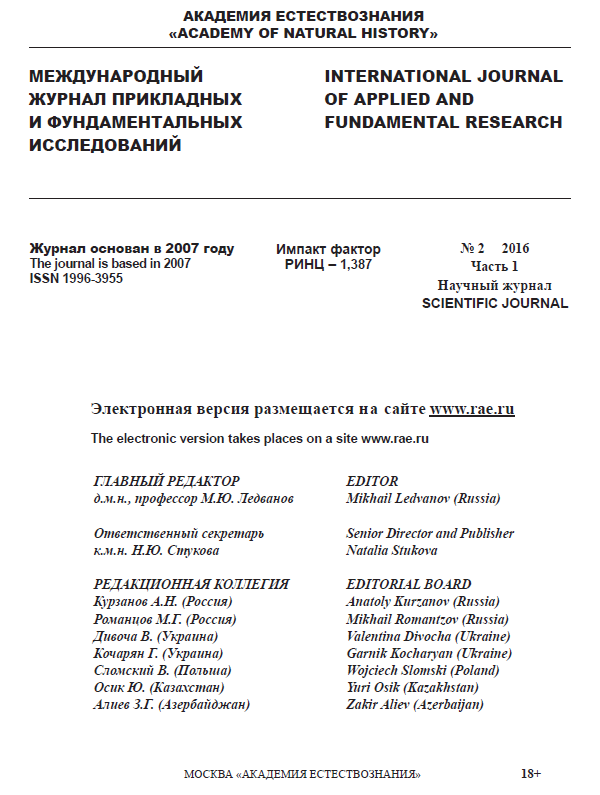 АКАДЕМИЯ ЕСТЕСТВОЗНАНИЯ
«ACADEMY OF NATURAL HISTORY»
МЕЖДУНАРОДНЫЙ
ЖУРНАЛ ПРИКЛАДНЫХ
И ФУНДАМЕНТАЛЬНЫХ
ИССЛЕДОВАНИЙ
INTERNATIONAL JOURNAL
OF APPLIED AND
FUNDAMENTAL RESEARCH
Журнал основан в 2007 году
The journal is based in 2007
ISSN 1996-3955
Импакт фактор
РИНЦ – 1,387
№ 2 2016
Часть 1
Научный журнал
SCIENTIFIC JOURNAL
Электронная версия размещается на сайте www.rae.ru
The electronic version takes places on a site www.rae.ru
ГЛАВНЫЙ РЕДАКТОР
д.м.н., профессор М.Ю. Ледванов
EDITOR
Mikhail Ledvanov (Russia)
Ответственный секретарь
к.м.н. Н.Ю. Стукова
Senior Director and Publisher
Natalia Stukova
РЕДАКЦИОННАЯ КОЛЛЕГИЯ
Курзанов А.Н. (Россия)
Романцов М.Г. (Россия)
Дивоча В. (Украина)
Кочарян Г. (Украина)
Сломский В. (Польша)
Осик Ю. (Казахстан)
Алиев З.Г. (Азербайджан)
EDITORIAL BOARD
Anatoly Kurzanov (Russia)
Mikhail Romantzov (Russia)
Valentina Divocha (Ukraine)
Garnik Kocharyan (Ukraine)
Wojciech Slomski (Poland)
Yuri Osik (Kazakhstan)
Zakir Aliev (Azerbaijan)
МОСКВА «АКАДЕМИЯ ЕСТЕСТВОЗНАНИЯ»
18+